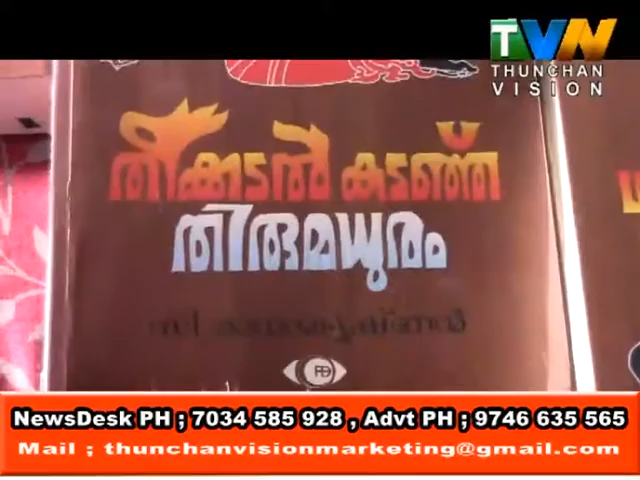 TVN
THUNCHAN
VISION
തീക്കടൽ കടഞ്ഞ്
തിരുമധുരം
സി. രാധാകൃഷ്ണൻ
NewsDesk PH ; 7034 585 928 , Advt PH ; 9746 635 565
Mail ; thunchanvisionmarketing@gmail.com